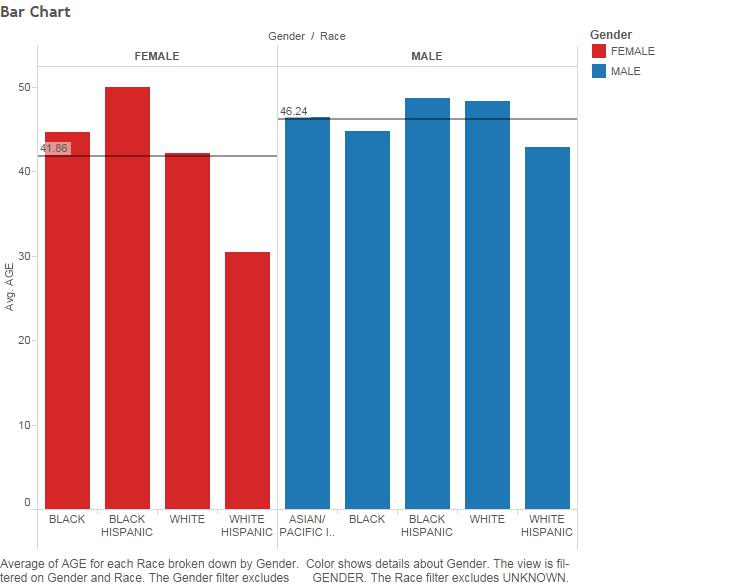 Bar Chart
Gender / Race
Gender
FEMALE
MALE
FEMALE
MALE
50
40
30
20
10
0
Avg. AGE
41.86
46.24
BLACK
BLACK
HISPANIC
WHITE
WHITE
HISPANIC
ASIAN/
PACIFIC I..
BLACK
BLACK
HISPANIC
WHITE
WHITE
HISPANIC
Average of AGE for each Race broken down by Gender. Color shows details about Gender. The view is fil-
tered on Gender and Race. The Gender filter excludes GENDER. The Race filter excludes UNKNOWN.